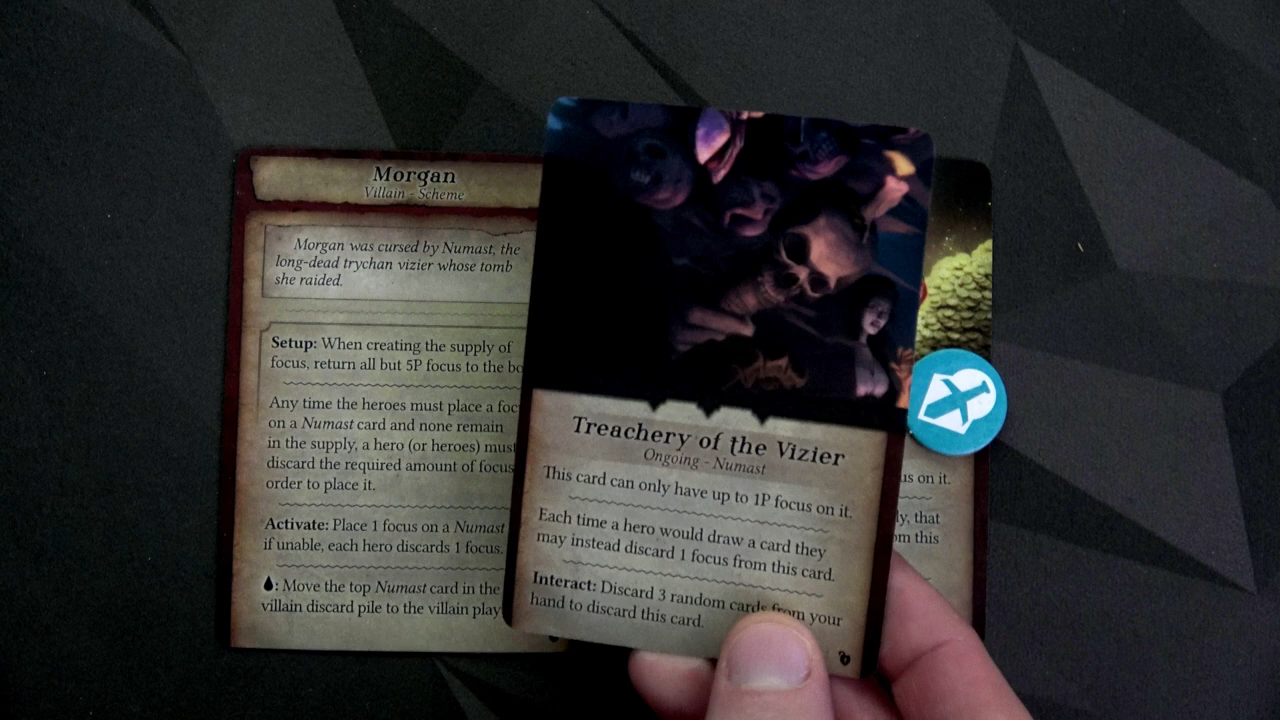 Morgan
Villain - Scheme
Morgan was cursed by Numast, the
long-dead trychan vizier whose tomb
she raided.
Setup: When creating the supply of
focus, return all but 5P focus to the
Any time the heroes must place a
on a Numast card and none remain
in the supply, a hero (or heroes) must
discard the required amount of focus
order to place it.
Activate: Place 1 focus on a Numast
if unable, each hero discards 1 focus.
: Move the top Numast card in the
villain discard pile to the villain play
Treachery of the Vizier
Ongoing - Numast
This card can only have up to 1P focus on it.
Each time a hero would draw a card they
may instead discard 1 focus from this card.
Interact: Discard 3 random cards from your
hand to discard this card.
on it.
that
this